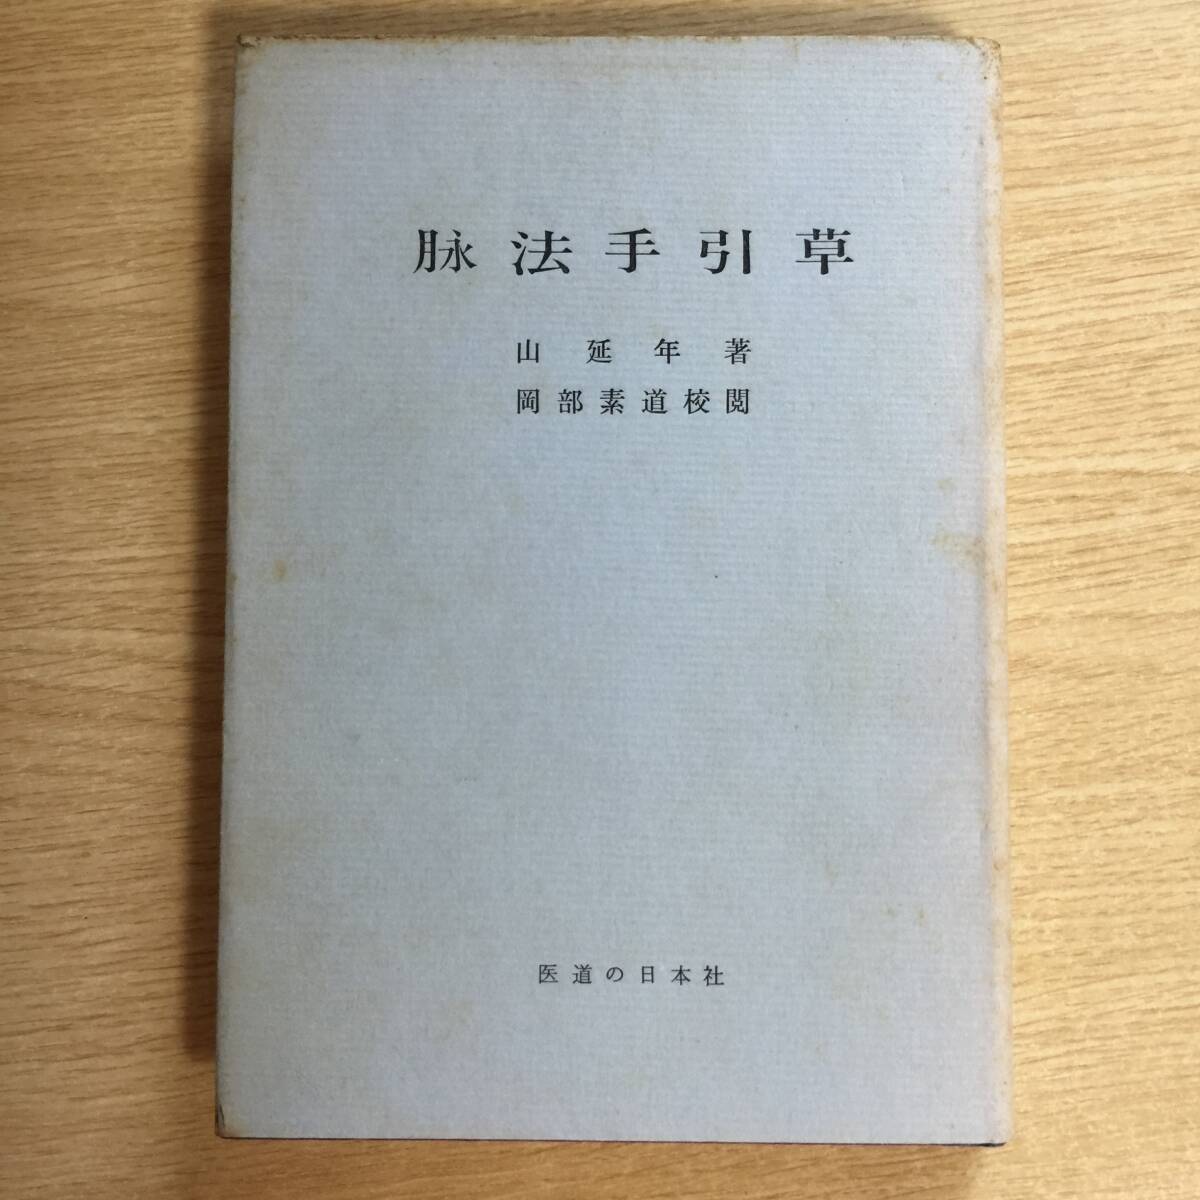 脉法手引草
山延年著
岡部素道校閲
医道の日本社